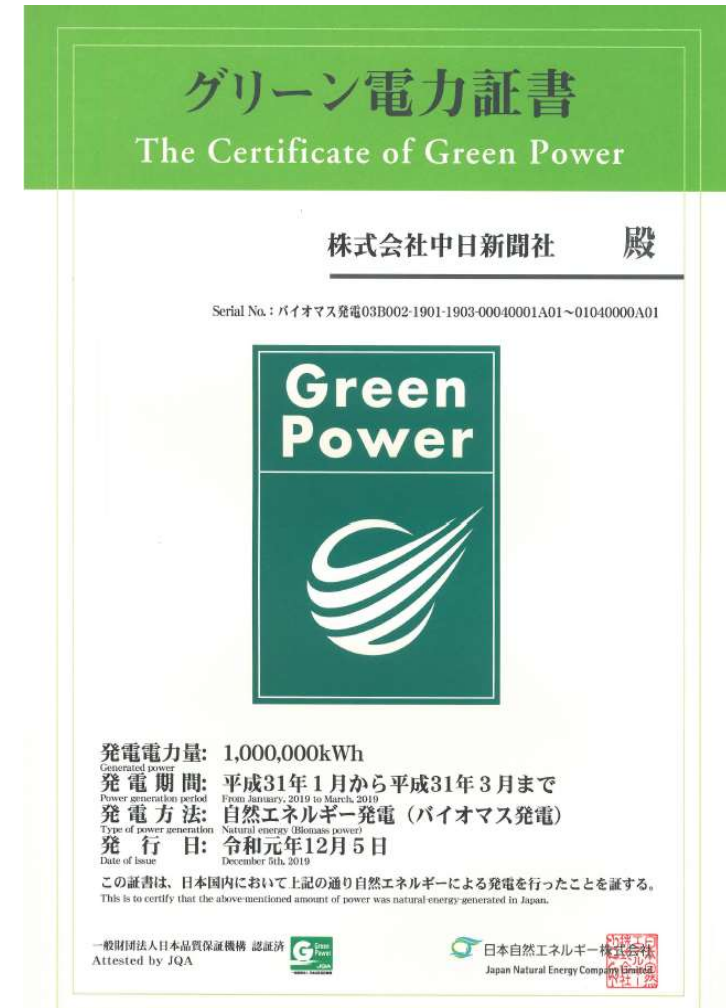 グリーン電力証書
The Certificate of Green Power
株式会社中日新聞社 殿
Serial No.：バイオマス発電03B002-1901-1903-00040001A01～01040000A01
Green
Power
発電電力量: 1,000,000kWh
Generated power
発電期間: 平成31年1月から平成31年3月まで
Power generation period From January, 2019 to March, 2019
発電方法: 自然エネルギー発電（バイオマス発電）
Type of power generation Natural energy (Biomass power)
発行日: 令和元年12月5日
Date of issue December 5th, 2019
この証書は、日本国内において上記の通り自然エネルギーによる発電を行ったことを証する。
This is to certify that the above-mentioned amount of power was natural-energy-generated in Japan.
一般財団法人日本品質保証機構 認証済
Attested by JQA
Green
Power
JQA
日本自然エネルギー株式会社
Japan Natural Energy Company Limited